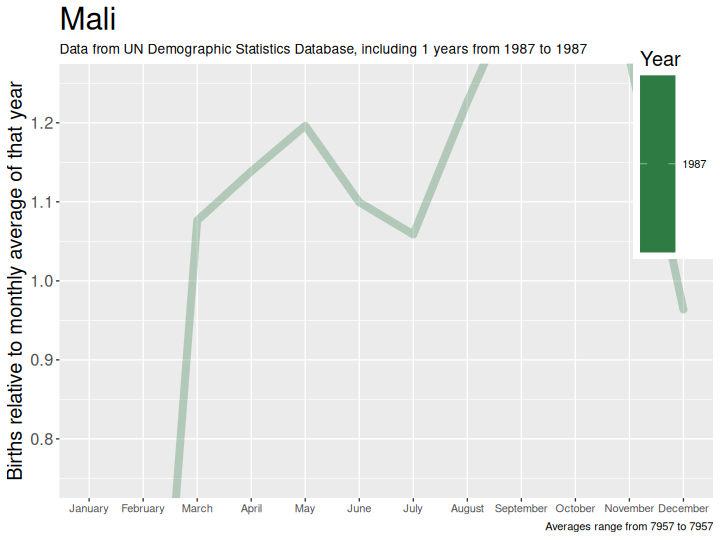 Mali
Data from UN Demographic Statistics Database, including 1 years from 1987 to 1987
Births relative to monthly average of that year
1.2
1.1
1.0
0.9
0.8
Year
1987
January February March April May June July August September October November December
Averages range from 7957 to 7957